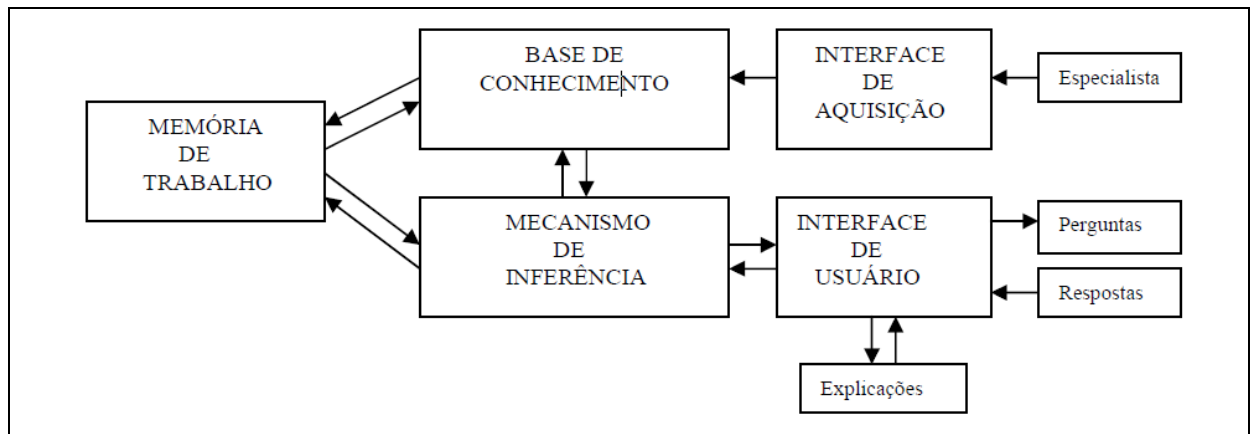 BASE DE
CONHECIMENTO
INTERFACE
DE
AQUISIÇÃO
Especialista
MEMÓRIA
DE
TRABALHO
MECANISMO
DE
INFERÊNCIA
INTERFACE
DE
USUÁRIO
Perguntas
Respostas
Explicações